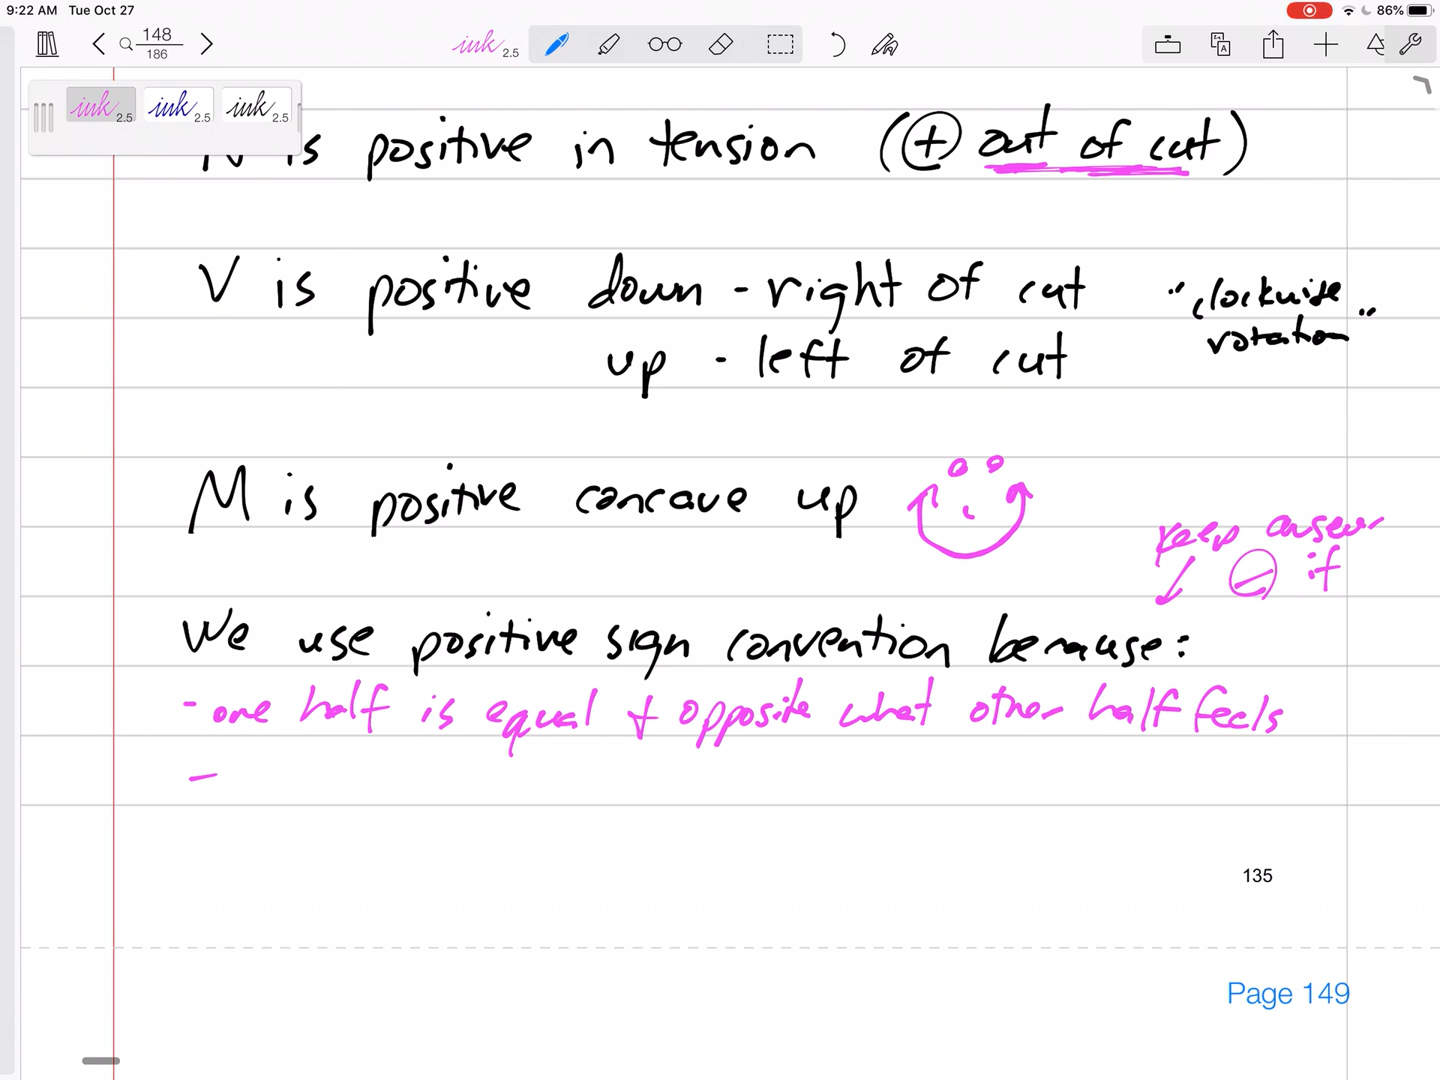 9:22 AM Tue Oct 27
86%
148
186
ink 2.5
ink 2.5 ink 2.5 ink 2.5
is positive in tension (+ out of cut)
V is positive down - right of cut "clockwise rotation"
up - left of cut
M is positive concave up
keep answer
- if
We use positive sign convention because:
- one half is equal + opposite what other half feels
-
135
Page 149